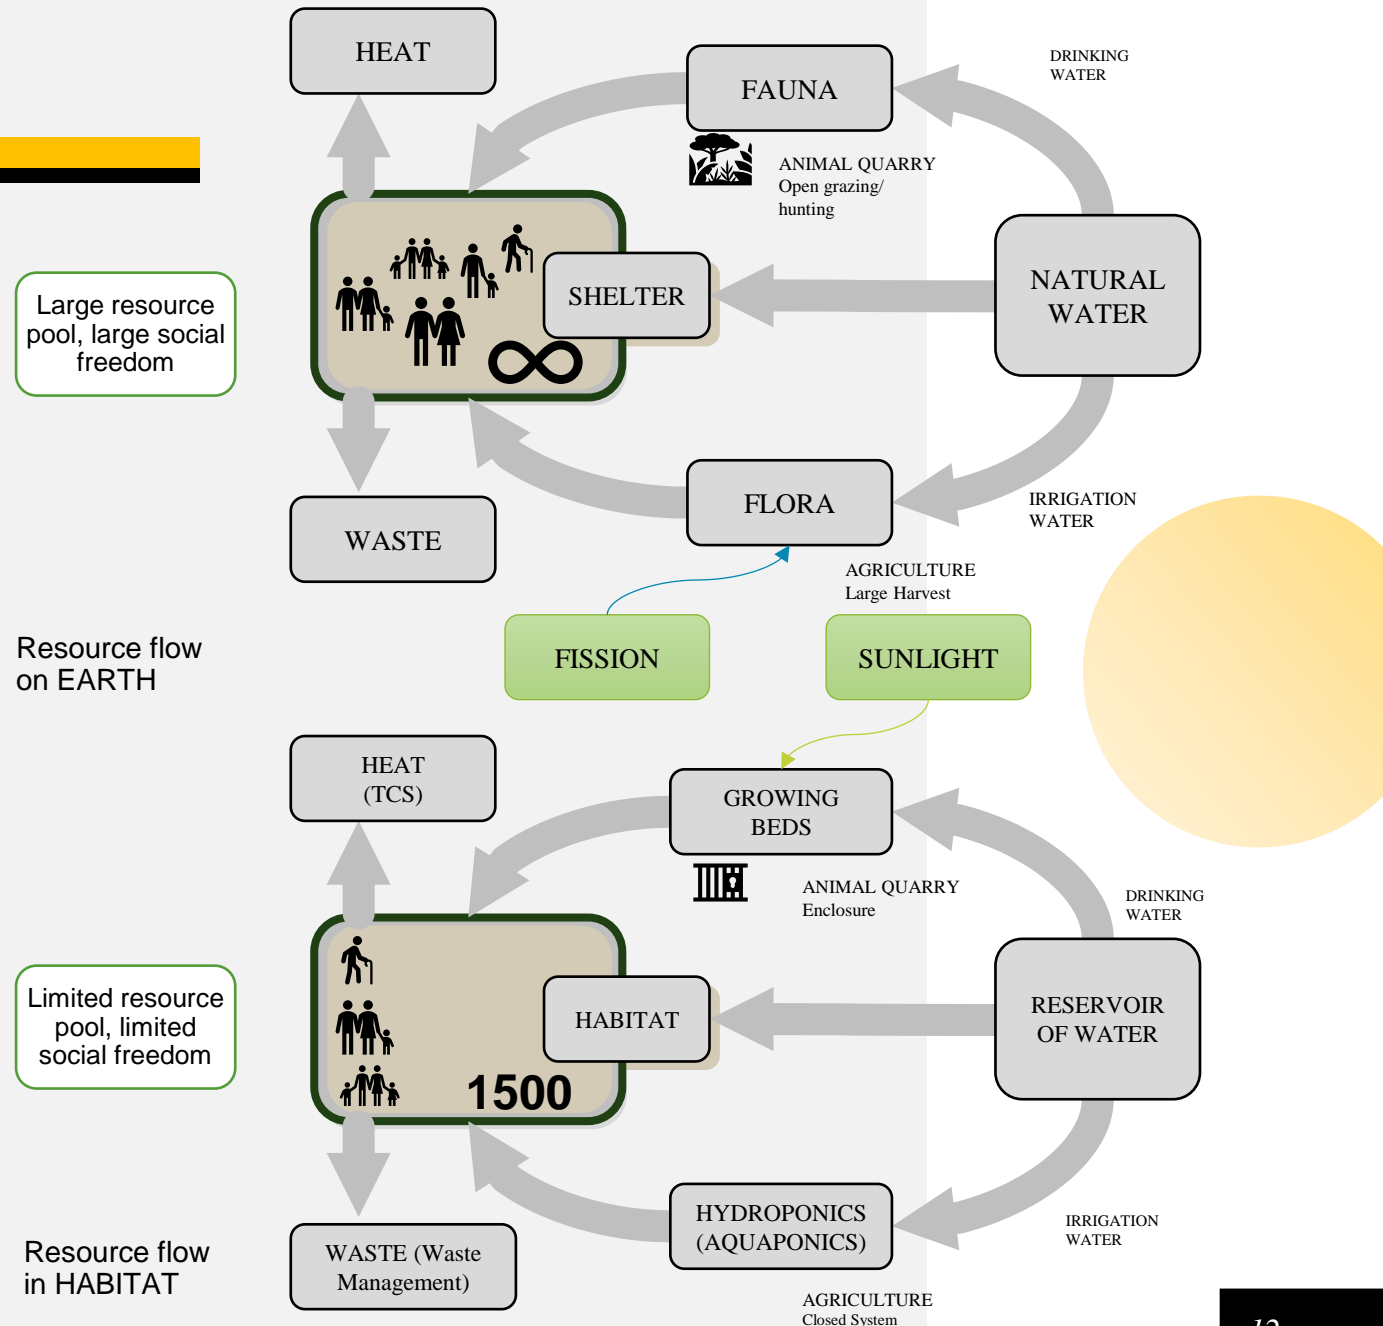 HEAT
FAUNA
DRINKING
WATER
ANIMAL QUARRY
Open grazing/
hunting
SHELTER
NATURAL
WATER
Large resource
pool, large social
freedom
FLORA
IRRIGATION
WATER
WASTE
AGRICULTURE
Large Harvest
Resource flow
on EARTH
FISSION
SUNLIGHT
HEAT
(TCS)
GROWING
BEDS
ANIMAL QUARRY
Enclosure
DRINKING
WATER
Limited resource
pool, limited
social freedom
HABITAT
1500
RESERVOIR
OF WATER
HYDROPONICS
(AQUAPONICS)
IRRIGATION
WATER
Resource flow
in HABITAT
WASTE (Waste
Management)
AGRICULTURE
Closed System
12